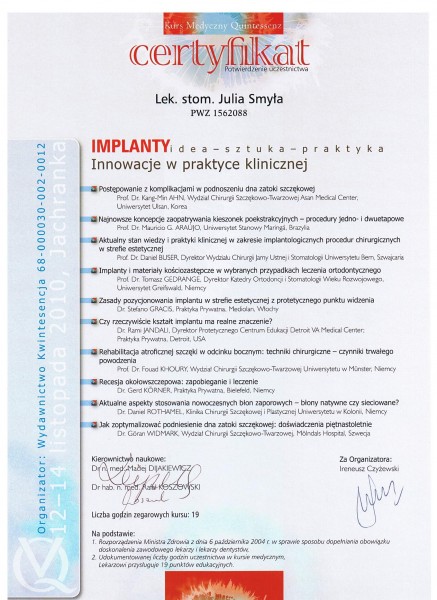 Kurs Medyczny Quintessenz
certyfikat
Potwierdzenie uczestnictwa
Lek. stom. Julia Smyła
PWZ 1562088
IMPLANTY idea – sztuka – praktyka
Innowacje w praktyce klinicznej
Postępowanie z komplikacjami w podnoszeniu dna zatoki szczękowej
Prof. Dr. Kang-Min AHN, Wydział Chirurgii Szczękowo-Twarzowej Asan Medical Center,
Uniwersytet Ulsan, Korea
Najnowsze koncepcje zaopatrywania kieszonek poekstrakcyjnych – procedury jedno- i dwuetapowe
Prof. Dr. Mauricio G. ARAÚJO, Uniwersytet Stanowy Maringá, Brazylia
Aktualny stan wiedzy i praktyki klinicznej w zakresie implantologicznych procedur chirurgicznych
w strefie estetycznej
Prof. Dr. Daniel BUSER, Dyrektor Wydziału Chirurgii Jamy Ustnej i Stomatologii Uniwersytetu Bern, Szwajcaria
Implanty i materiały kościozastępcze w wybranych przypadkach leczenia ortodontycznego
Prof. Dr. Tomasz GEDRANGE, Dyrektor Katedry Ortodoncji i Stomatologii Wieku Rozwojowego,
Uniwersytet Greifswald, Niemcy
Zasady pozycjonowania implantu w strefie estetycznej z protetycznego punktu widzenia
Dr. Stefano GRACIS, Praktyka Prywatna, Mediolan, Włochy
Czy rzeczywiście kształt implantu ma realne znaczenie?
Dr. Rami JANDALI, Dyrektor Protetycznego Centrum Edukacji Detroit VA Medical Center;
Praktyka Prywatna, Detroit, USA
Rehabilitacja atroficznej szczęki w odcinku bocznym: techniki chirurgiczne – czynniki trwałego
powodzenia
Prof. Dr. Fouad KHOURY, Wydział Chirurgii Szczękowo-Twarzowej Uniwersytetu w Münster, Niemcy
Recesja okołowszczepowa: zapobieganie i leczenie
Dr. Gerd KÖRNER, Praktyka Prywatna, Bielefeld, Niemcy
Aktualne aspekty stosowania nowoczesnych błon zaporowych – błony natywne czy sieciowane?
Dr. Daniel ROTHAMEL, Klinika Chirurgii Szczękowej i Plastycznej Uniwersytetu w Kolonii, Niemcy
Jak zoptymalizować podniesienie dna zatoki szczękowej: doświadczenia piętnastoletnie
Dr. Göran WIDMARK, Wydział Chirurgii Szczękowo-Twarzowej, Mölndals Hospital, Szwecja
Kierownictwo naukowe:
Dr n. med. Maciej DIJAKIEWICZ
Dr hab. n. med. Rafał KOSZOWSKI
Za Organizatora:
Ireneusz Czyżewski
Liczba godzin zegarowych kursu: 19
Na podstawie:
1. Rozporządzenia Ministra Zdrowia z dnia 6 października 2004 r. w sprawie sposobu dopełniania obowiązku
doskonalenia zawodowego lekarzy i lekarzy dentystów.
2. Udokumentowanej liczby godzin uczestnictwa w kursie medycznym,
Lekarzowi przysługuje 19 punktów edukacyjnych.
Organizator: Wydawnictwo Kwintesencja 68-000030-002-0012
12–14 listopada 2010, Jachranka